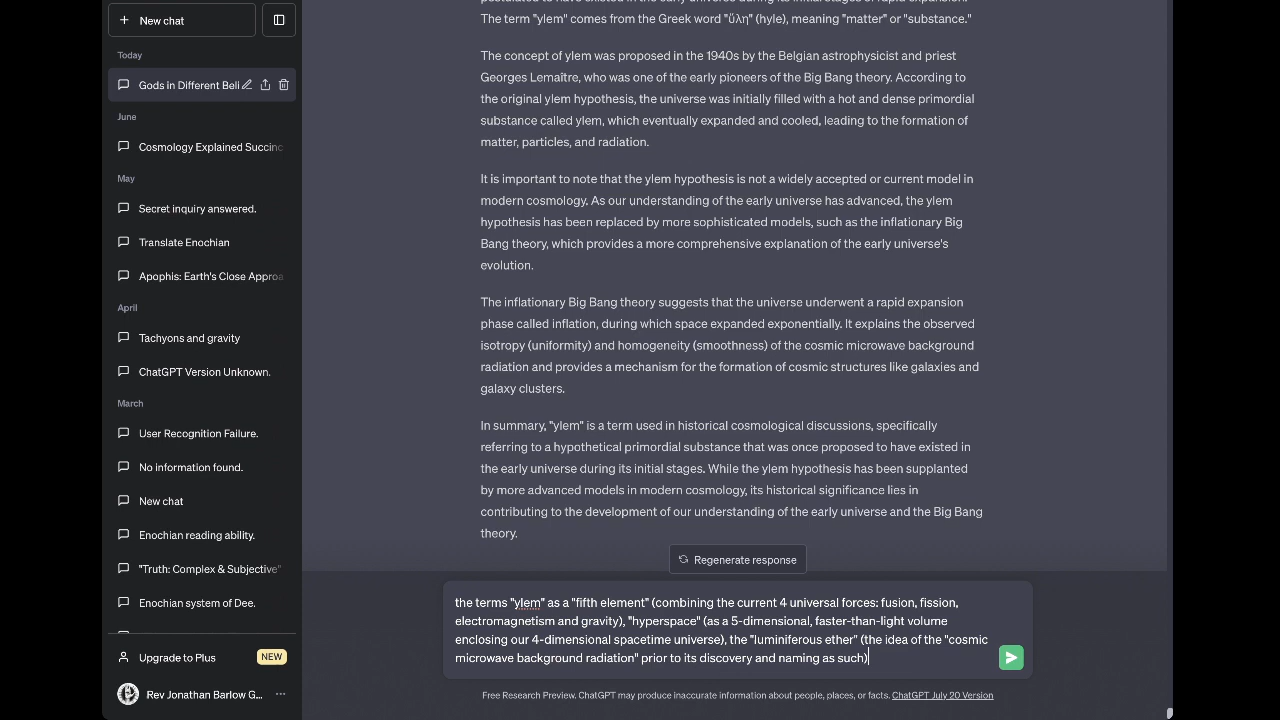 New chat
Today
Gods in Different Beli
June
Cosmology Explained Succinc
May
Secret inquiry answered.
Translate Enochian
Apophis: Earth's Close Approa
April
Tachyons and gravity
ChatGPT Version Unknown.
March
User Recognition Failure.
No information found.
New chat
Enochian reading ability.
"Truth: Complex & Subjective"
Enochian system of Dee.
Upgrade to Plus NEW
Rev Jonathan Barlow G...
The term "ylem" comes from the Greek word "ὕλη" (hyle), meaning "matter" or "substance."
The concept of ylem was proposed in the 1940s by the Belgian astrophysicist and priest
Georges Lemaître, who was one of the early pioneers of the Big Bang theory. According to
the original ylem hypothesis, the universe was initially filled with a hot and dense primordial
substance called ylem, which eventually expanded and cooled, leading to the formation of
matter, particles, and radiation.
It is important to note that the ylem hypothesis is not a widely accepted or current model in
modern cosmology. As our understanding of the early universe has advanced, the ylem
hypothesis has been replaced by more sophisticated models, such as the inflationary Big
Bang theory, which provides a more comprehensive explanation of the early universe's
evolution.
The inflationary Big Bang theory suggests that the universe underwent a rapid expansion
phase called inflation, during which space expanded exponentially. It explains the observed
isotropy (uniformity) and homogeneity (smoothness) of the cosmic microwave background
radiation and provides a mechanism for the formation of cosmic structures like galaxies and
galaxy clusters.
In summary, "ylem" is a term used in historical cosmological discussions, specifically
referring to a hypothetical primordial substance that was once proposed to have existed in
the early universe during its initial stages. While the ylem hypothesis has been supplanted
by more advanced models in modern cosmology, its historical significance lies in
contributing to the development of our understanding of the early universe and the Big Bang
theory.
Regenerate response
the terms "ylem" as a "fifth element" (combining the current 4 universal forces: fusion, fission,
electromagnetism and gravity), "hyperspace" (as a 5-dimensional, faster-than-light volume
enclosing our 4-dimensional spacetime universe), the "luminiferous ether" (the idea of the "cosmic
microwave background radiation" prior to its discovery and naming as such)
Free Research Preview. ChatGPT may produce inaccurate information about people, places, or facts. ChatGPT July 20 Version